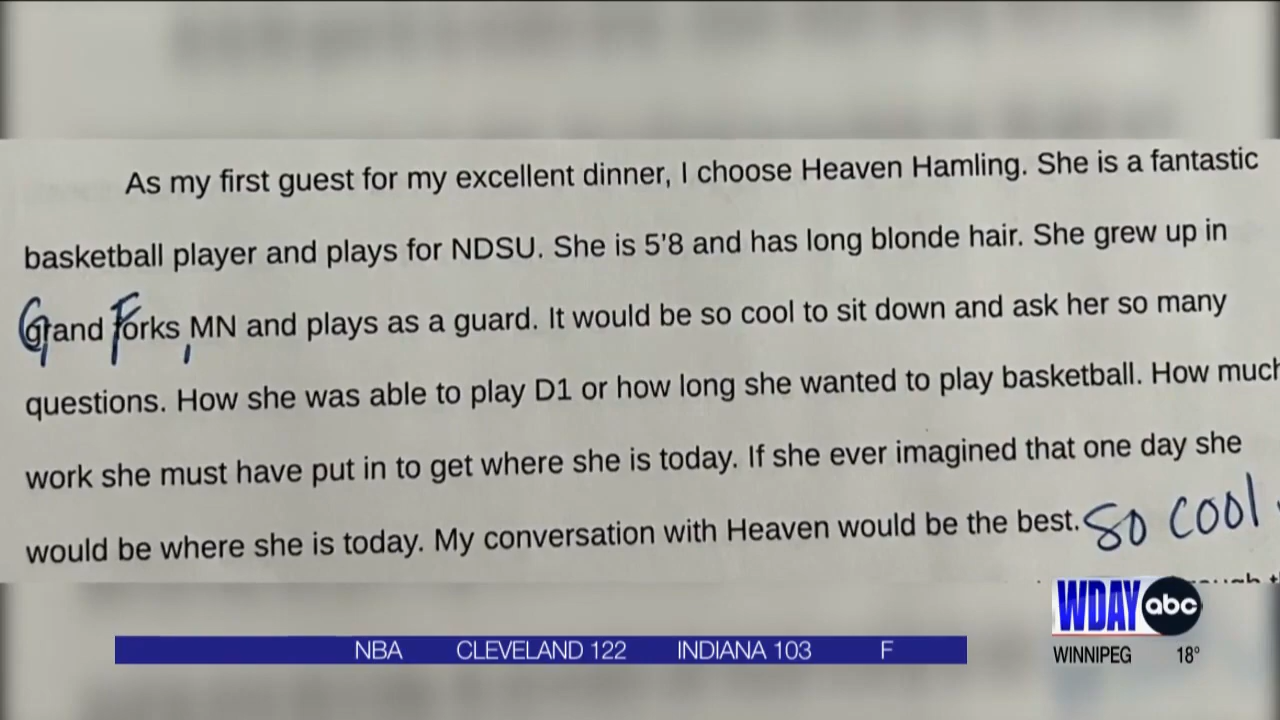 As my first guest for my excellent dinner, I choose Heaven Hamling. She is a fantastic
basketball player and plays for NDSU. She is 5'8 and has long blonde hair. She grew up in
Grand Forks, MN and plays as a guard. It would be so cool to sit down and ask her so many
questions. How she was able to play D1 or how long she wanted to play basketball. How much
work she must have put in to get where she is today. If she ever imagined that one day she
would be where she is today. My conversation with Heaven would be the best. So cool
WDAY abc
NBA CLEVELAND 122 INDIANA 103 F
WINNIPEG 18°